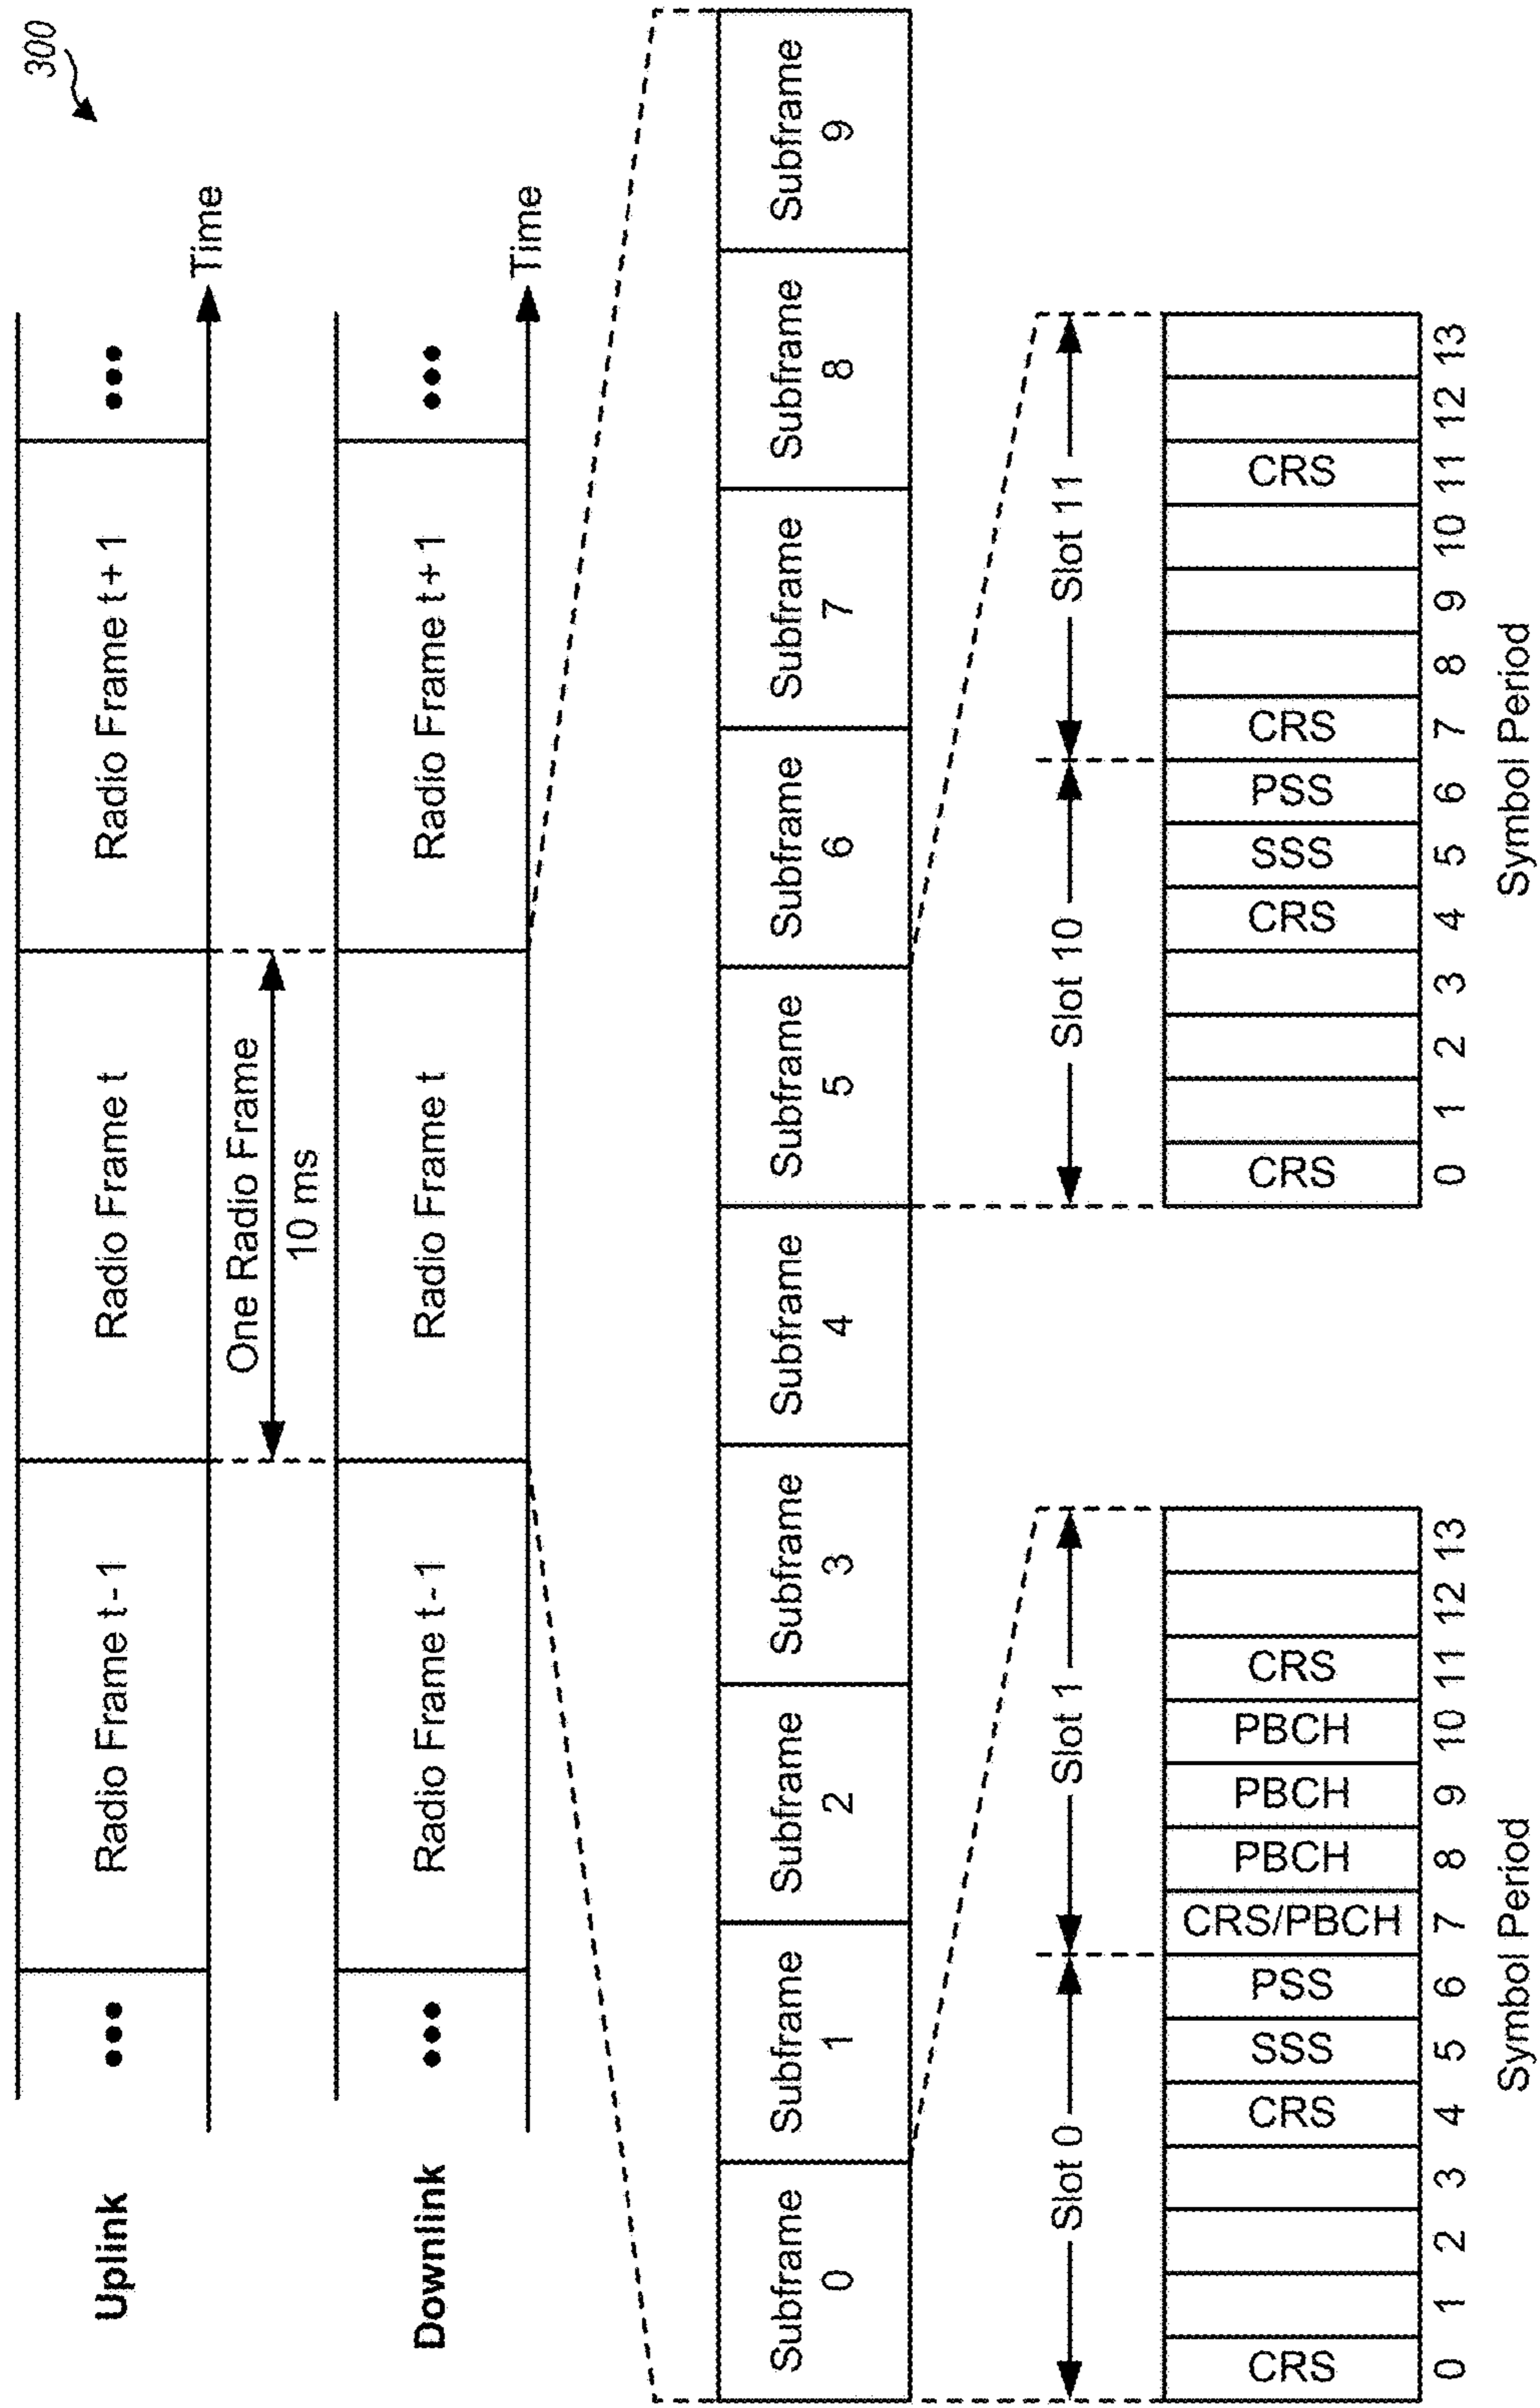 300
Uplink
••• Radio Frame t-1 Radio Frame t Radio Frame t+1 •••
Time
One Radio Frame
10 ms
Downlink
••• Radio Frame t-1 Radio Frame t Radio Frame t+1 •••
Time
Subframe Subframe Subframe Subframe Subframe Subframe Subframe Subframe Subframe Subframe
0 1 2 3 4 5 6 7 8 9
Slot 0 Slot 1
CRS CRS SSS PSS CRS/PBCH PBCH PBCH PBCH CRS
0 1 2 3 4 5 6 7 8 9 10 11 12 13
Symbol Period
Slot 10 Slot 11
CRS CRS SSS PSS CRS CRS
0 1 2 3 4 5 6 7 8 9 10 11 12 13
Symbol Period